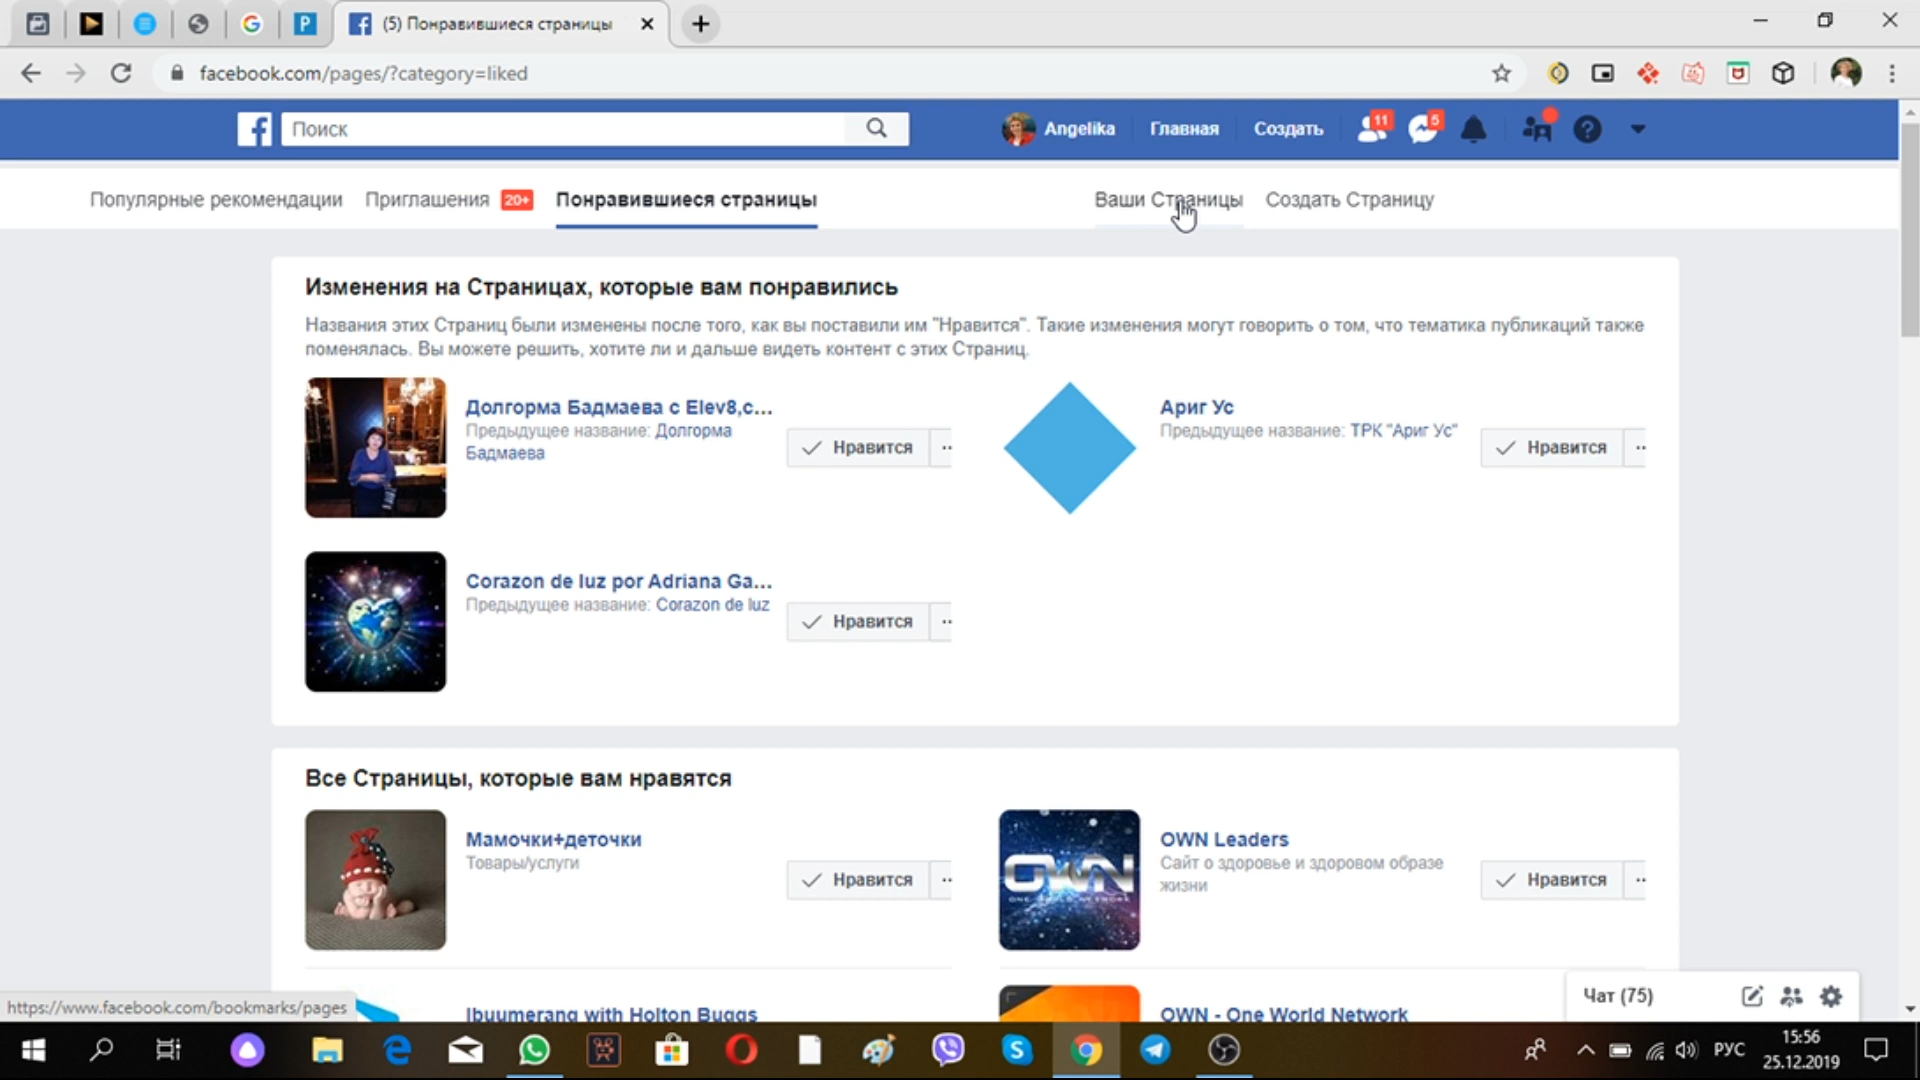 (5) Понравившиеся страницы
facebook.com/pages/?category=liked
Поиск
Angelika
Главная
Создать
11
5
Популярные рекомендации
Приглашения 20+
Понравившиеся страницы
Ваши Страницы
Создать Страницу
Изменения на Страницах, которые вам понравились
Названия этих Страниц были изменены после того, как вы поставили им "Нравится". Такие изменения могут говорить о том, что тематика публикаций также
поменялась. Вы можете решить, хотите ли и дальше видеть контент с этих Страниц.
Долгорма Бадмаева с Elev8,с...
Предыдущее название: Долгорма
Бадмаева
Нравится
Ариг Ус
Предыдущее название: ТРК "Ариг Ус"
Нравится
Corazon de luz por Adriana Ga...
Предыдущее название: Corazon de luz
Нравится
Все Страницы, которые вам нравятся
Мамочки+деточки
Товары/услуги
Нравится
OWN
ONE WORLD NETWORK
OWN Leaders
Сайт о здоровье и здоровом образе
жизни
Нравится
Ibuumerang with Holton Buggs
OWN - One World Network
Чат (75)
https://www.facebook.com/bookmarks/pages
РУС
15:56
25.12.2019